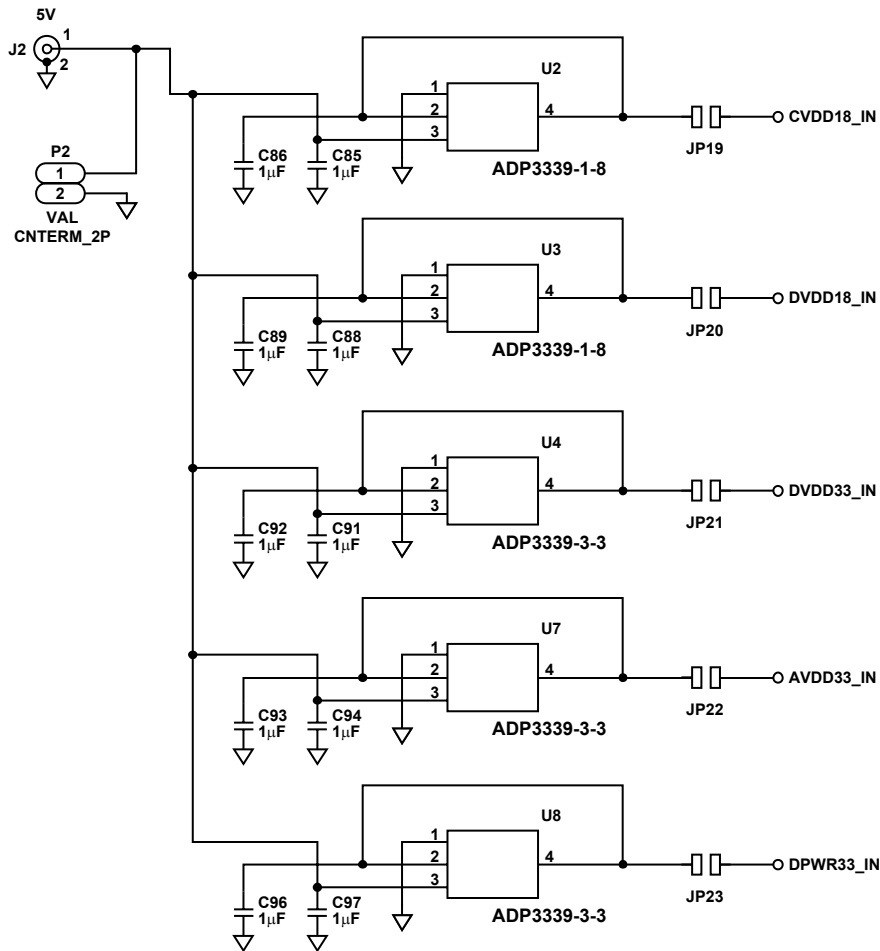 5V
J2
1
2
P2
1
2
VAL
CNTERM_2P
U2
1
2
3
4
C86
1μF
C85
1μF
ADP3339-1-8
JP19
CVDD18_IN
U3
1
2
3
4
C89
1μF
C88
1μF
ADP3339-1-8
JP20
DVDD18_IN
U4
1
2
3
4
C92
1μF
C91
1μF
ADP3339-3-3
JP21
DVDD33_IN
U7
1
2
3
4
C93
1μF
C94
1μF
ADP3339-3-3
JP22
AVDD33_IN
U8
1
2
3
4
C96
1μF
C97
1μF
ADP3339-3-3
JP23
DPWR33_IN